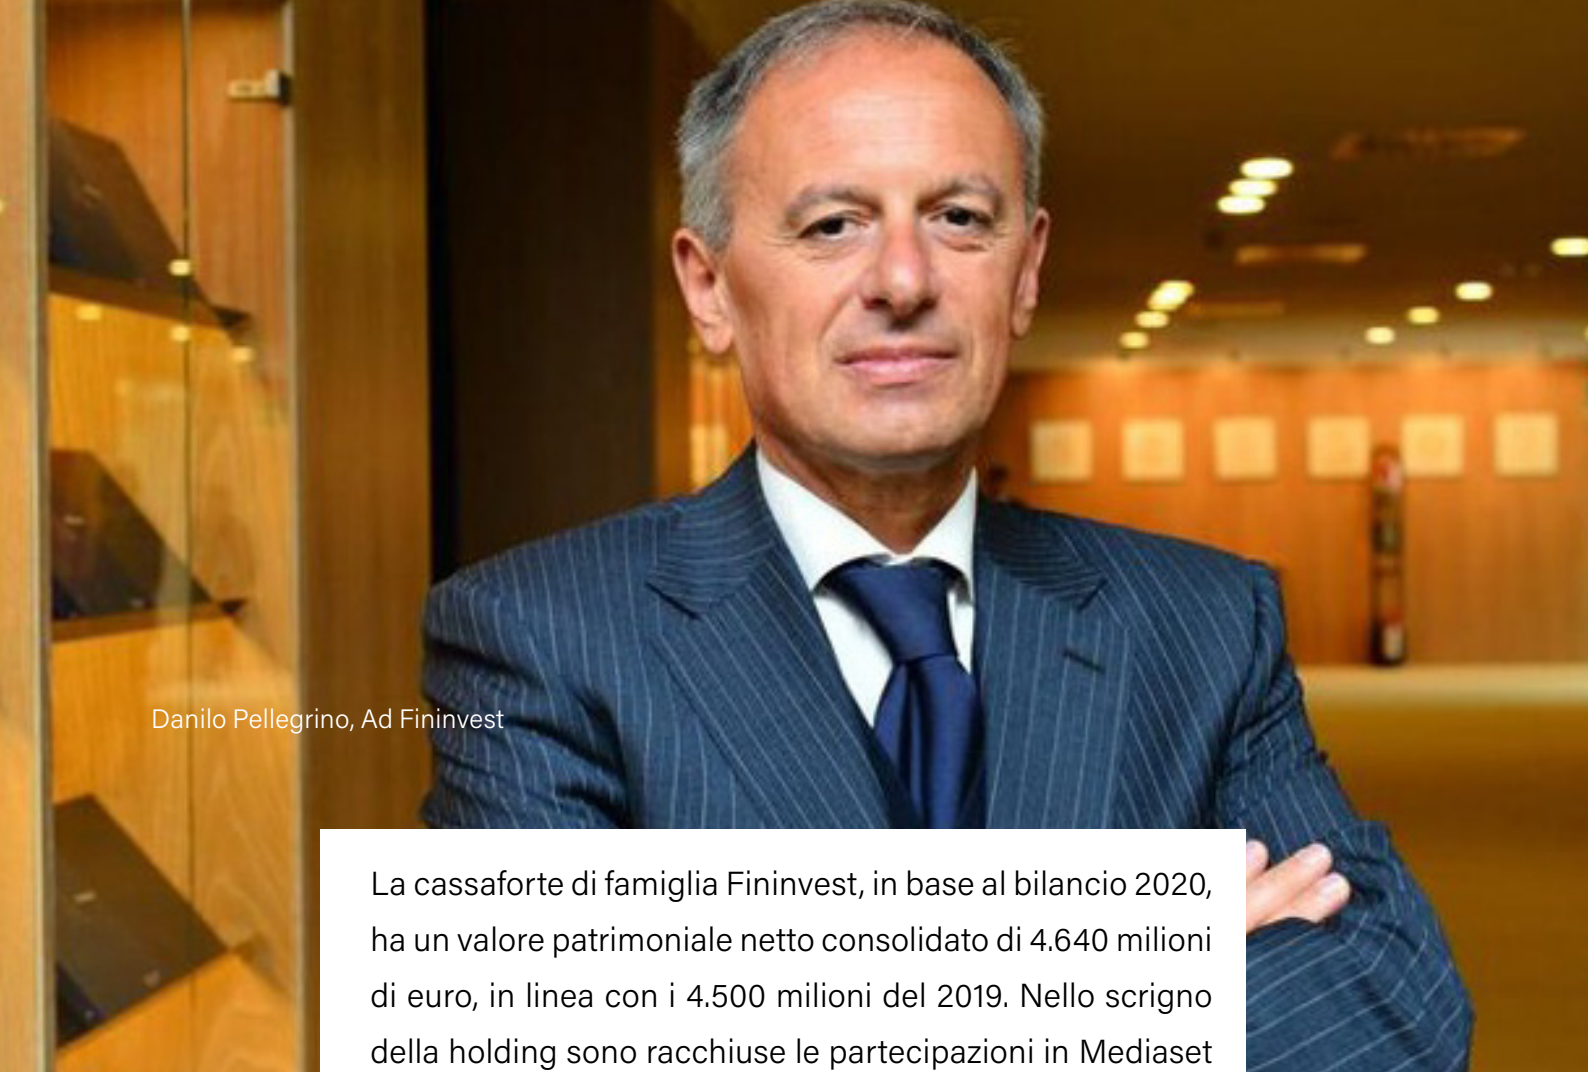 Danilo Pellegrino, Ad Fininvest
La cassaforte di famiglia Fininvest, in base al bilancio 2020,
ha un valore patrimoniale netto consolidato di 4.640 milioni
di euro, in linea con i 4.500 milioni del 2019. Nello scrigno
della holding sono racchiuse le partecipazioni in Mediaset